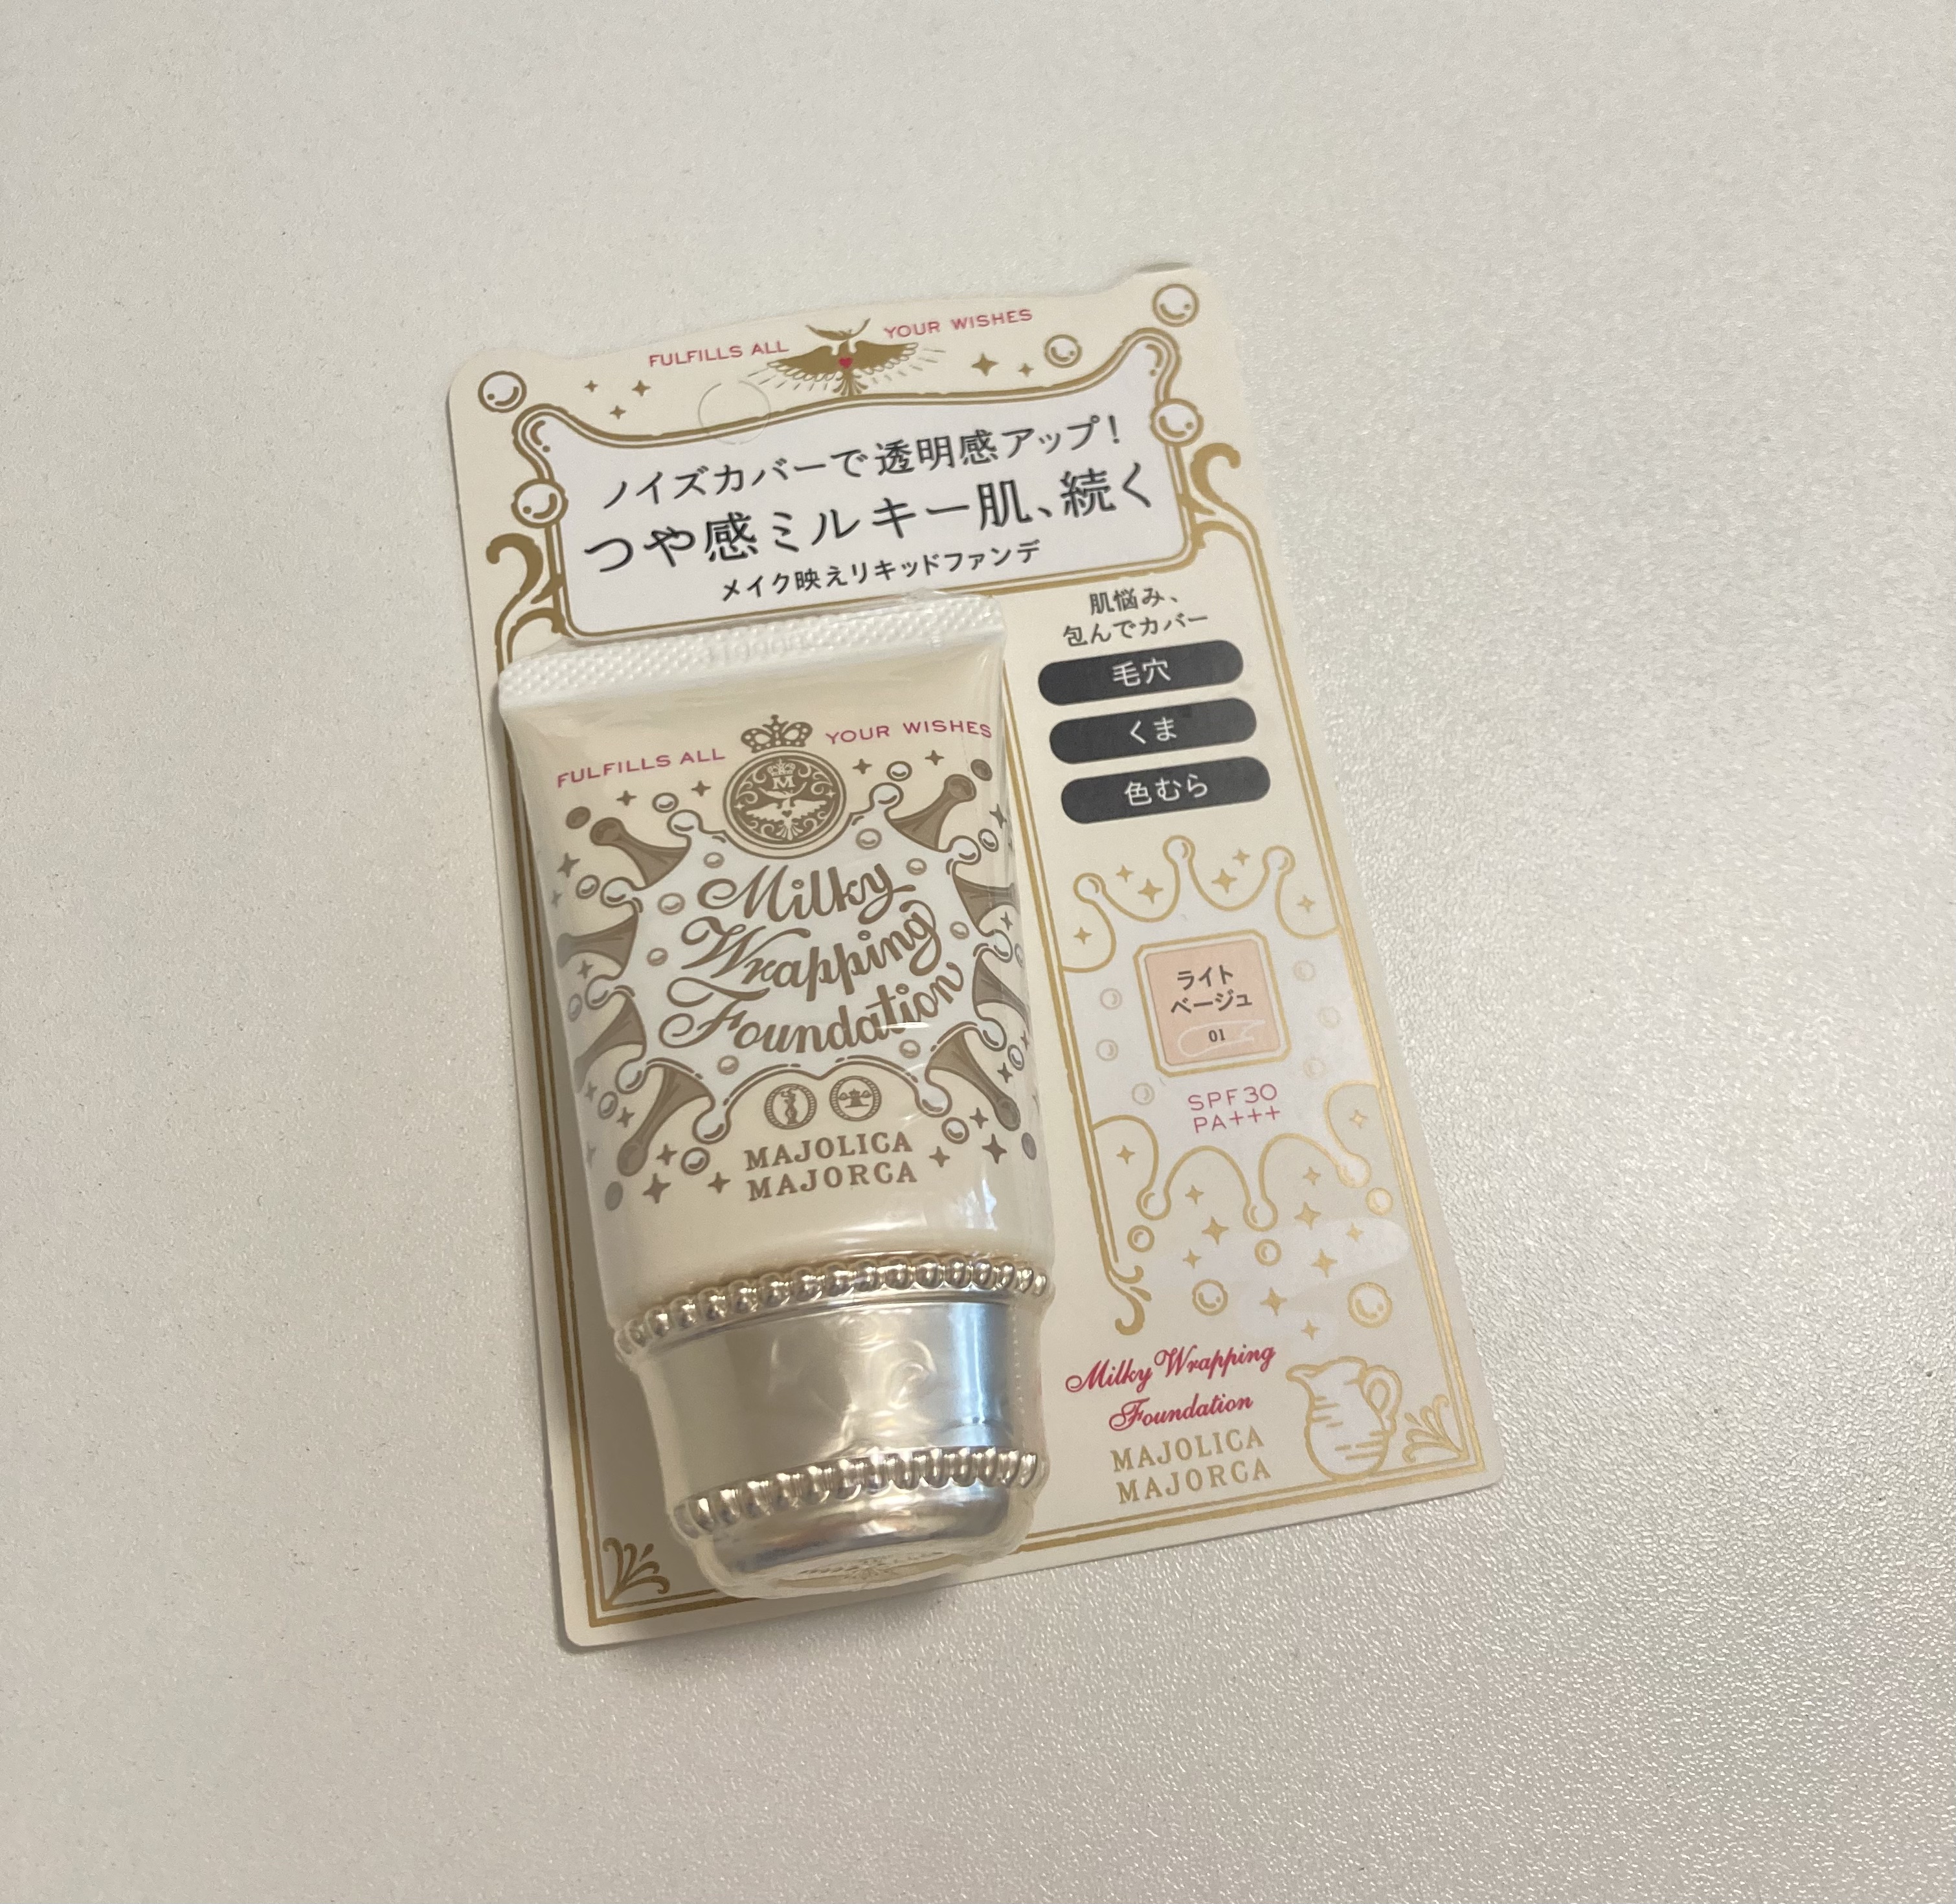 FULFILLS ALL YOUR WISHES
ノイズカバーで透明感アップ!
つや感ミルキー肌、続く
メイク映えリキッドファンデ
肌悩み、
包んでカバー
毛穴
くま
色むら
FULFILLS ALL YOUR WISHES
M
Milky
Wrapping
Foundation
MAJOLICA
MAJORCA
ライト
ベージュ
01
SPF30
PA+++
Milky Wrapping
Foundation
MAJOLICA
MAJORCA